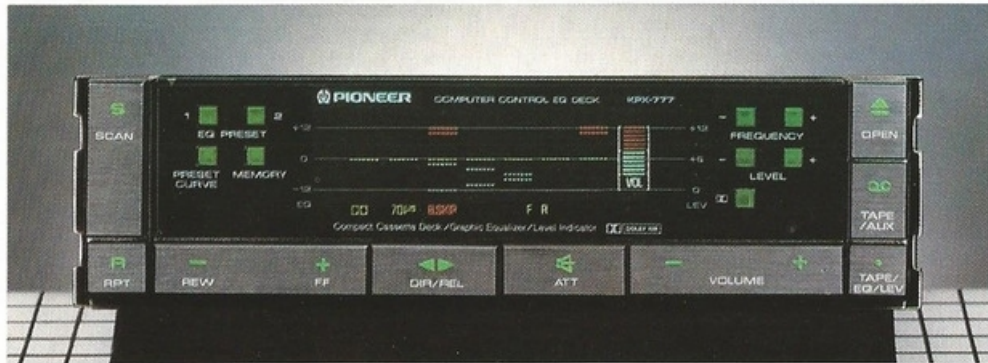 PIONEER COMPUTER CONTROL EQ DECK KPX-777
S
SCAN
1 2
EQ PRESET
PRESET CURVE
MEMORY
+12
0
-12
EQ
VOL
+12
+6
0
LEV
70μs B.SKIP F R
Compact Cassette Deck/Graphic Equalizer/Level Indicator DOLBY NR
- +
FREQUENCY
- +
LEVEL
OPEN
TAPE
/AUX
R
RPT
-
REW
+
FF
DIR/REL
ATT
- +
VOLUME
TAPE/
EQ/LEV